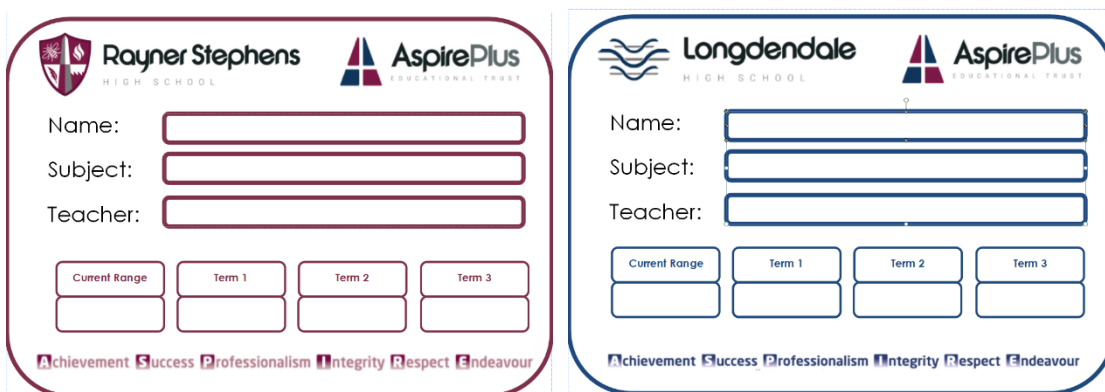 Rayner Stephens
HIGH SCHOOL
AspirePlus
EDUCATIONAL TRUST
Name:
Subject:
Teacher:
Current Range Term 1 Term 2 Term 3
Achievement Success Professionalism Integrity Respect Endeavour
Longdendale
HIGH SCHOOL
AspirePlus
EDUCATIONAL TRUST
Name:
Subject:
Teacher:
Current Range Term 1 Term 2 Term 3
Achievement Success Professionalism Integrity Respect Endeavour